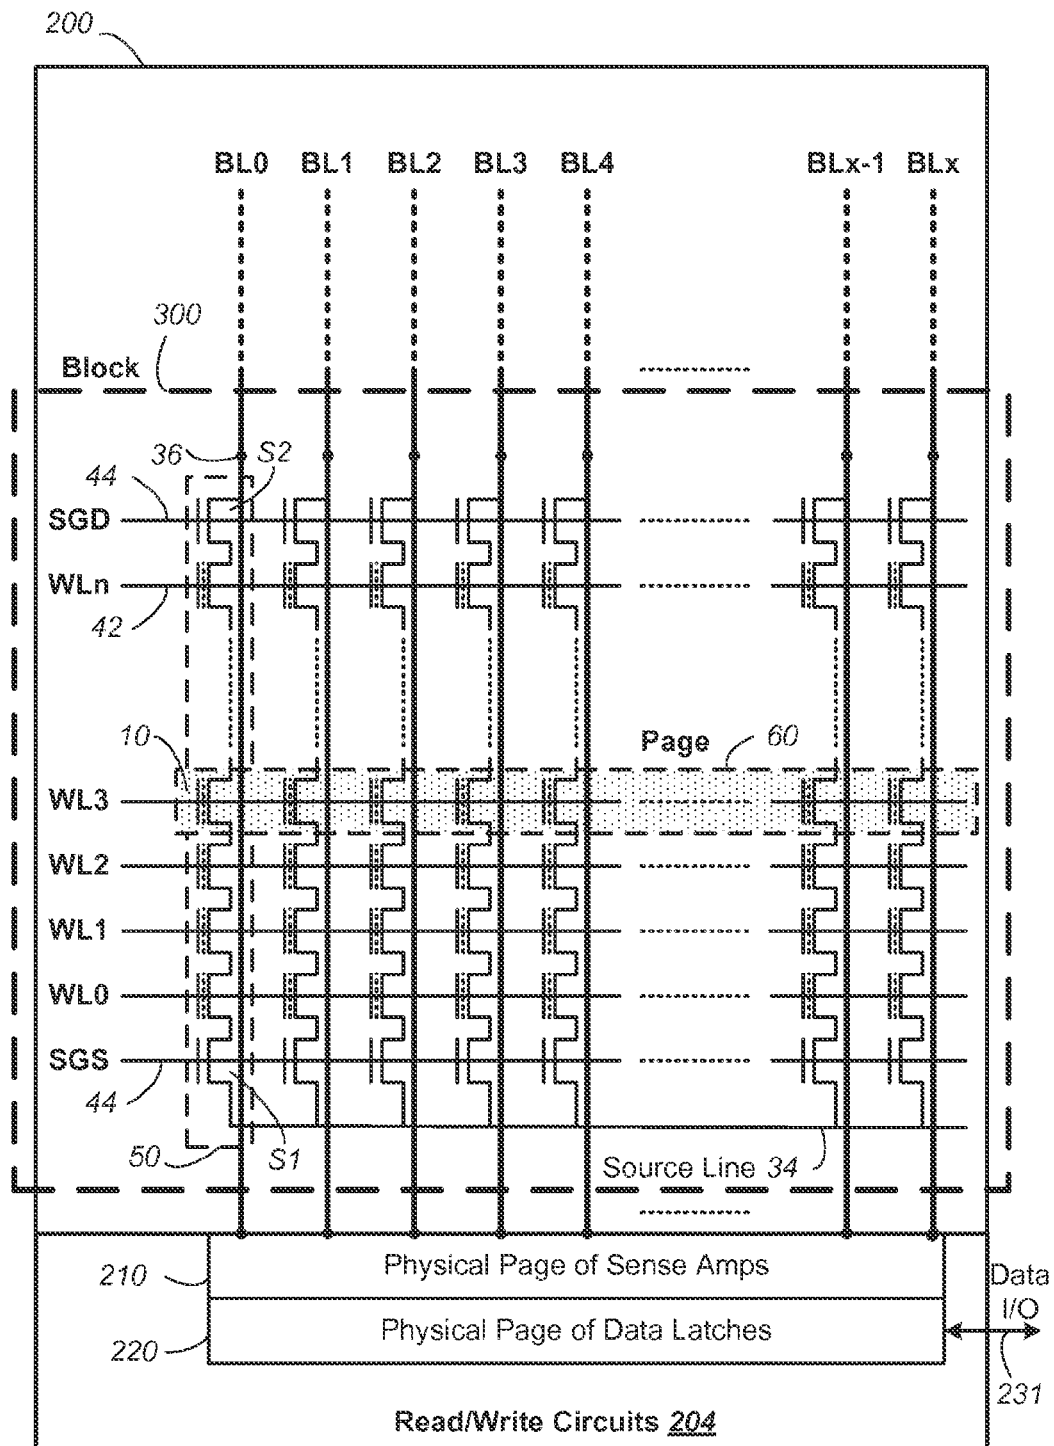 200
BL0 BL1 BL2 BL3 BL4 BLx-1 BLx
300
Block
36 S2
44
SGD
WLn
42
10 Page 60
WL3
WL2
WL1
WL0
SGS
44
50 S1 Source Line 34
210 Physical Page of Sense Amps Data
I/O
220 Physical Page of Data Latches
231
Read/Write Circuits 204